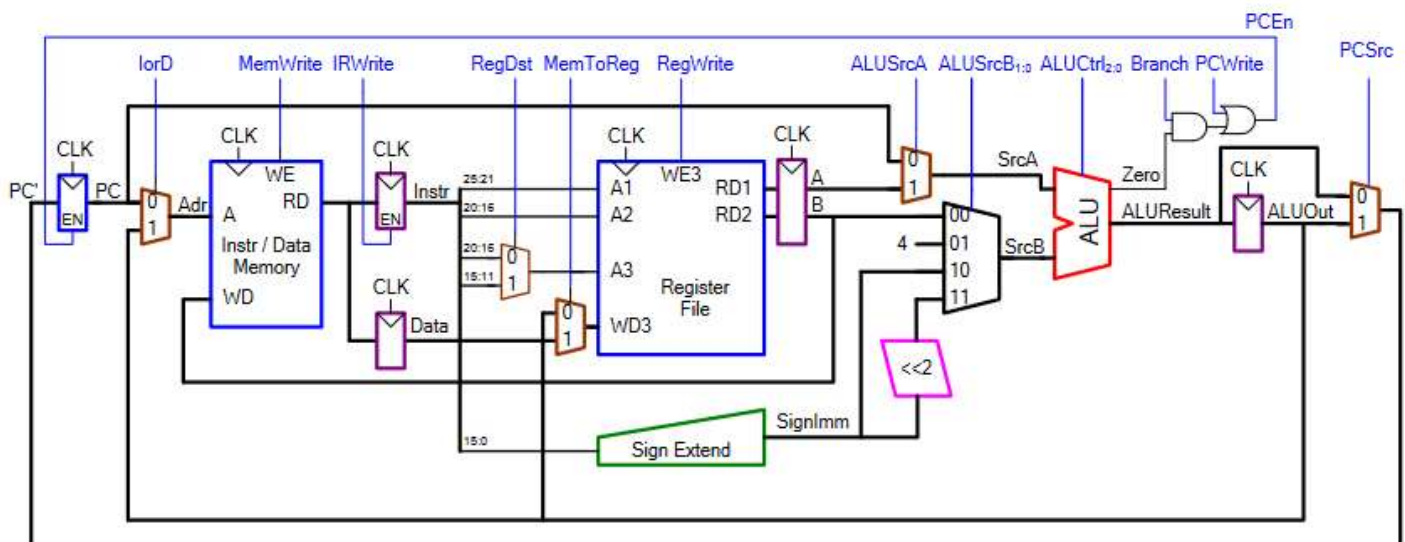 PCEn
IorD MemWrite IRWrite RegDst MemToReg RegWrite ALUSrcA ALUSrcB1:0 ALUCtrl2:0 Branch PCWrite PCSrc
CLK CLK CLK CLK CLK CLK
PC' PC EN
0
1
Adr
WE
A RD
Instr / Data
Memory
WD
EN
Instr
CLK
Data
25:21
20:16
20:16
15:11
15:0
0
1
0
1
WE3
A1 RD1
A2 RD2
A3
Register
File
WD3
A
B
0
1
SrcA
4
00
01
10
11
SrcB
<<2
SignImm
Sign Extend
ALU
Zero
ALUResult
ALUOut
0
1